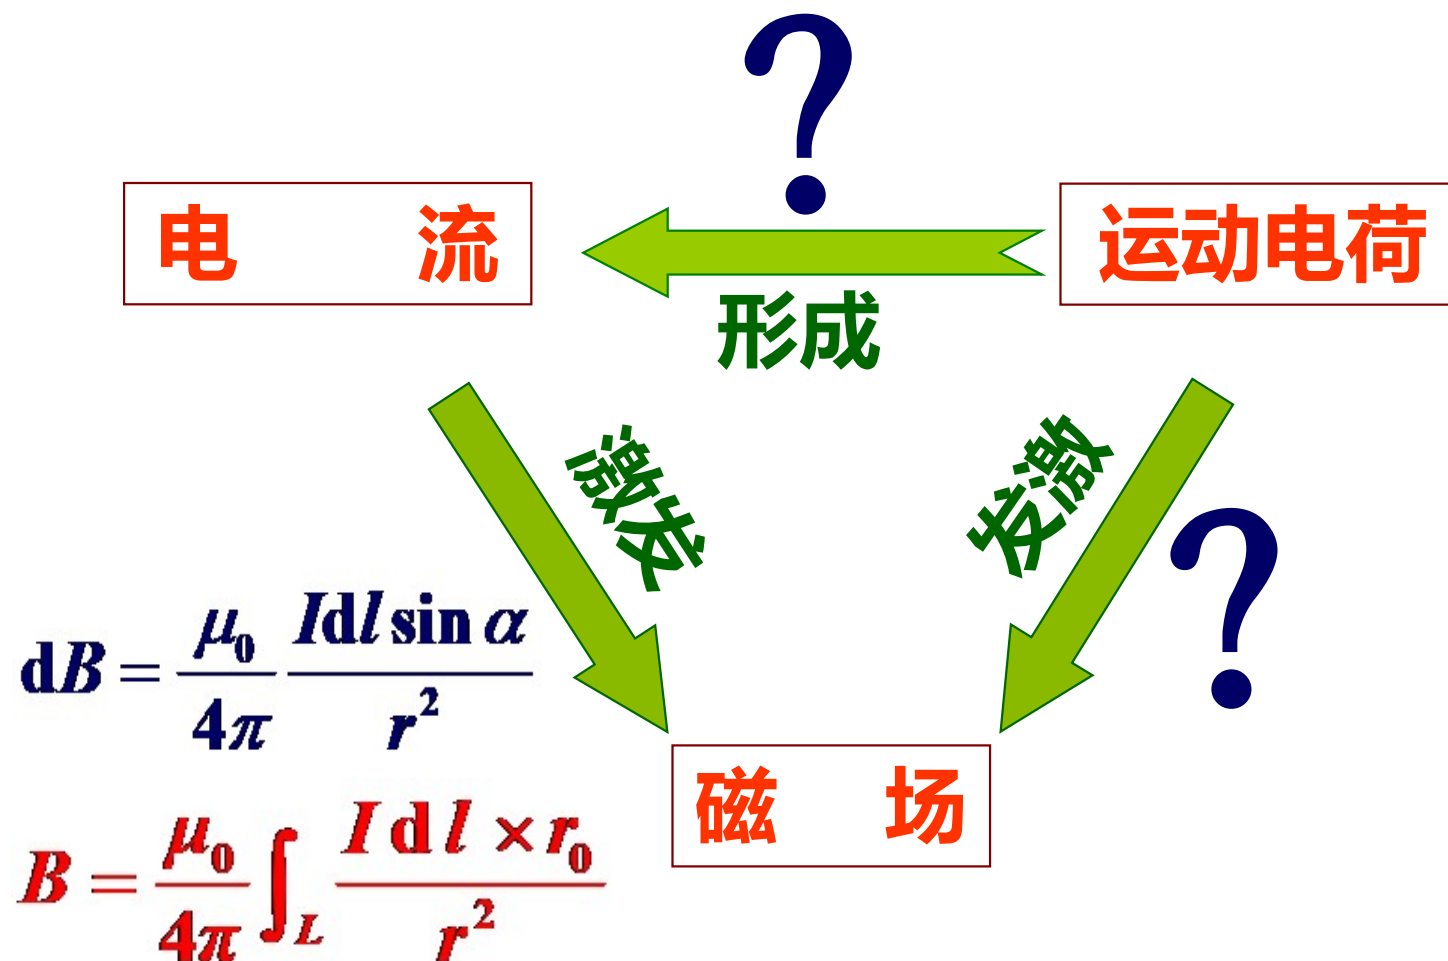 ?
电 流
运动电荷
形成
激发
激发
?
dB = μ₀/4π Idl sin α/r²
磁 场
B = μ₀/4π ∫_L Idl × r₀/r²